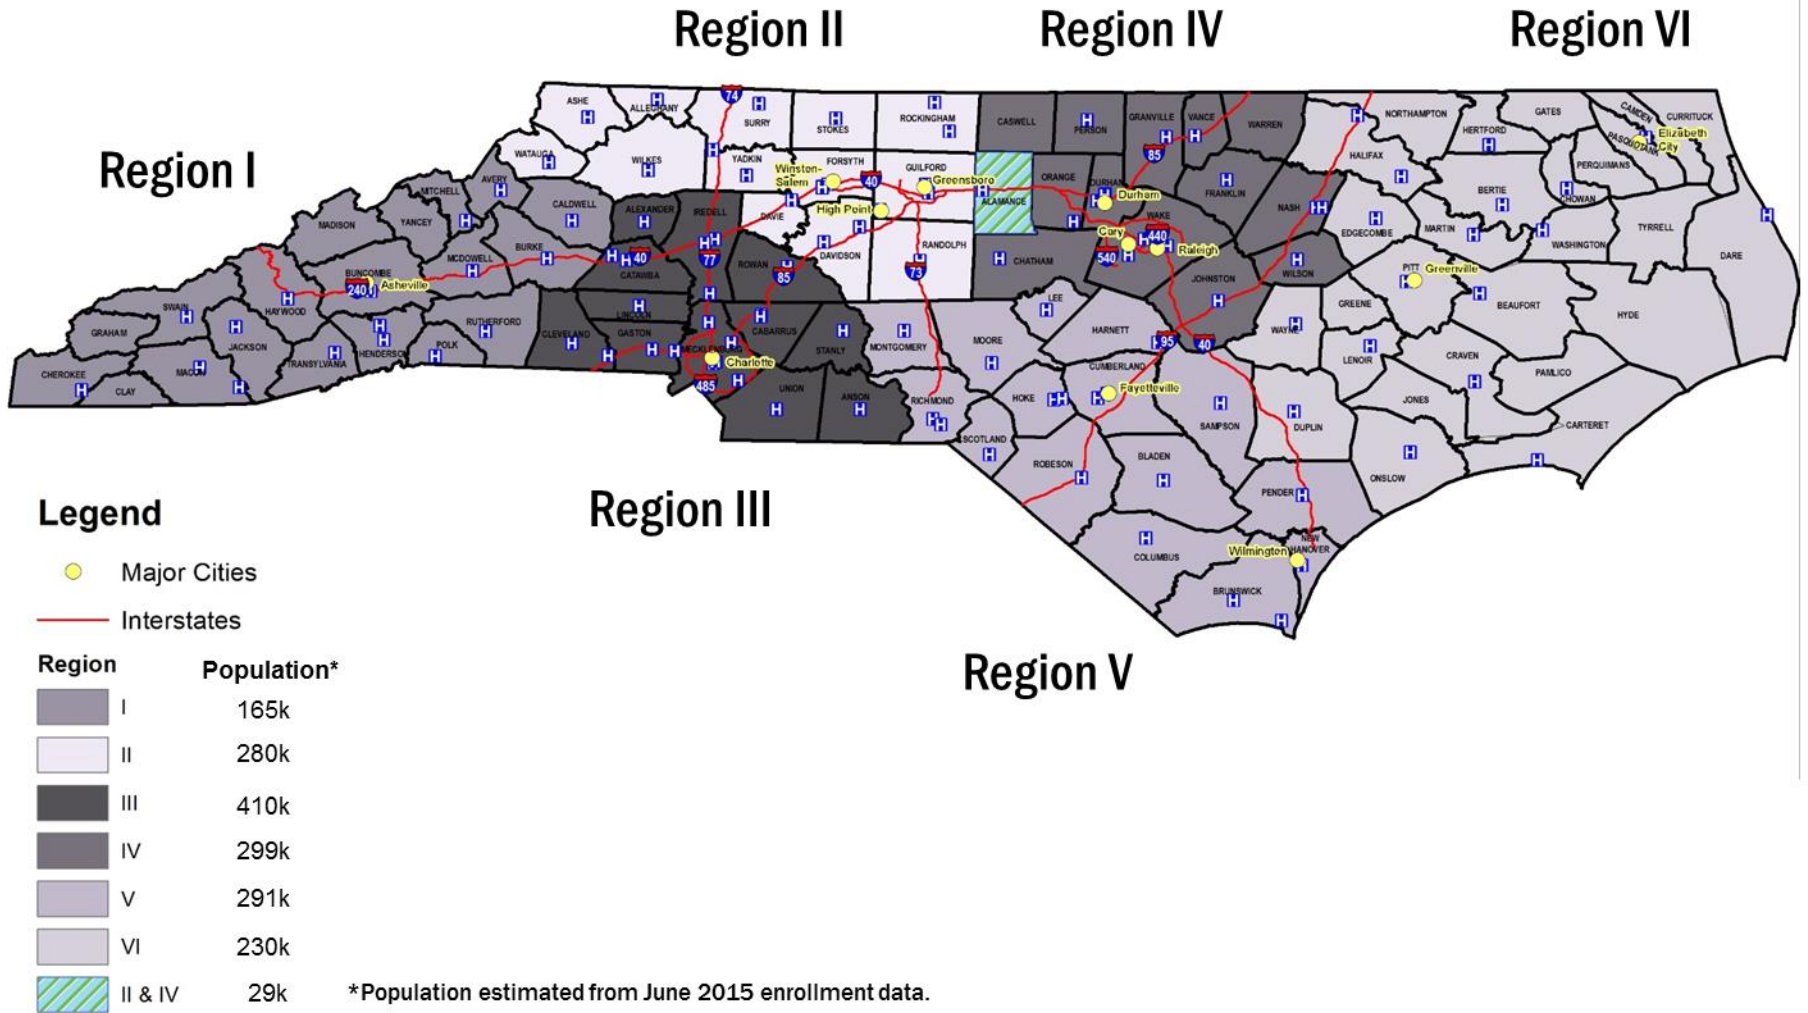 Region II
Region IV
Region VI
Region I
Region III
Region V
ASHE
ALLEGHANY
74
SURRY
STOKES
ROCKINGHAM
CASWELL
PERSON
GRANVILLE
VANCE
WARREN
NORTHAMPTON
HERTFORD
GATES
CAMDEN
CURRITUCK
PASQUOTANK
Elizabeth
City
PERQUIMANS
CHOWAN
WATAUGA
WILKES
YADKIN
FORSYTH
Winston-
Salem
40
GUILFORD
Greensboro
High Point
ALAMANCE
ORANGE
DURHAM
Durham
85
FRANKLIN
HALIFAX
NASH
BERTIE
MARTIN
EDGECOMBE
WASHINGTON
TYRRELL
DARE
MITCHELL
AVERY
CALDWELL
ALEXANDER
IREDELL
DAVIE
DAVIDSON
RANDOLPH
73
CHATHAM
WAKE
Cary
440
Raleigh
540
JOHNSTON
WILSON
PITT
Greenville
GREENE
BEAUFORT
HYDE
MADISON
YANCEY
BUNCOMBE
240
Asheville
MCDOWELL
BURKE
40
CATAWBA
77
ROWAN
85
SWAIN
HAYWOOD
GRAHAM
JACKSON
TRANSYLVANIA
HENDERSON
POLK
RUTHERFORD
CLEVELAND
LINCOLN
GASTON
MECKLENBURG
Charlotte
485
CABARRUS
STANLY
UNION
ANSON
MONTGOMERY
MOORE
LEE
HARNETT
95
40
WAYNE
LENOIR
CRAVEN
PAMLICO
JONES
CARTERET
CHEROKEE
CLAY
MACON
RICHMOND
SCOTLAND
HOKE
CUMBERLAND
Fayetteville
SAMPSON
DUPLIN
ONSLOW
ROBESON
BLADEN
PENDER
COLUMBUS
Wilmington
NEW
HANOVER
BRUNSWICK
Legend
Major Cities
Interstates
Region Population*
I 165k
II 280k
III 410k
IV 299k
V 291k
VI 230k
II & IV 29k
*Population estimated from June 2015 enrollment data.